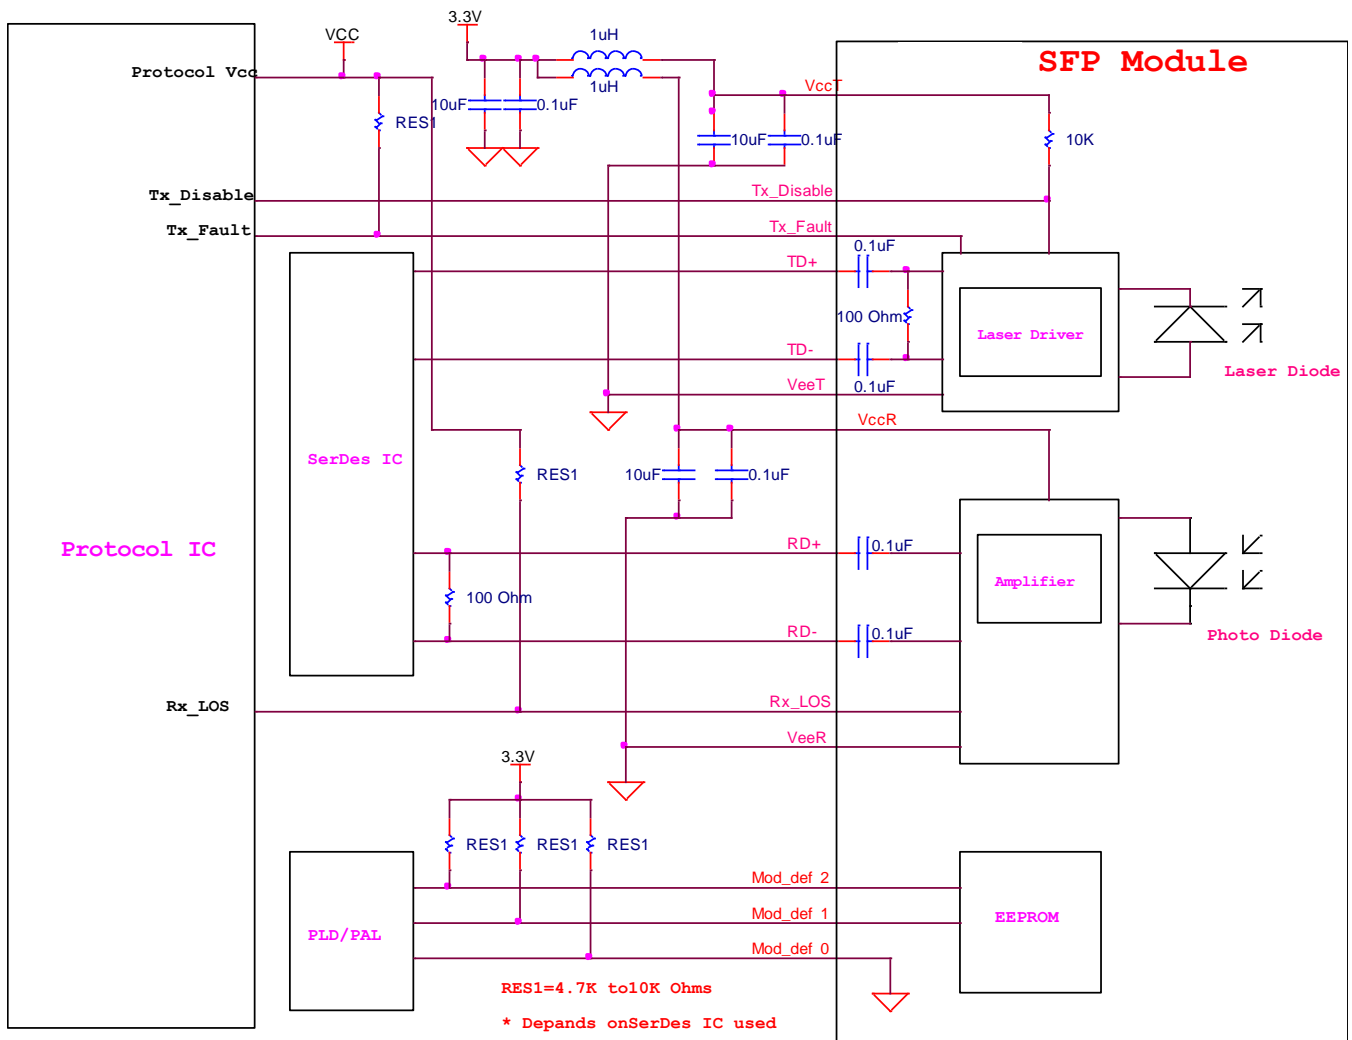 3.3V
VCC
1uH
SFP Module
Protocol Vcc
1uH
VccT
10uF
0.1uF
RES1
10uF
0.1uF
10K
Tx_Disable
Tx_Disable
Tx_Fault
Tx_Fault
0.1uF
TD+
100 Ohm
Laser Driver
TD-
Laser Diode
VeeT
0.1uF
VccR
SerDes IC
RES1
10uF
0.1uF
Protocol IC
RD+
0.1uF
Amplifier
100 Ohm
RD-
0.1uF
Photo Diode
Rx_LOS
Rx_LOS
VeeR
3.3V
RES1
RES1
RES1
Mod_def 2
Mod_def 1
EEPROM
PLD/PAL
Mod_def 0
RES1=4.7K to10K Ohms
* Depands onSerDes IC used